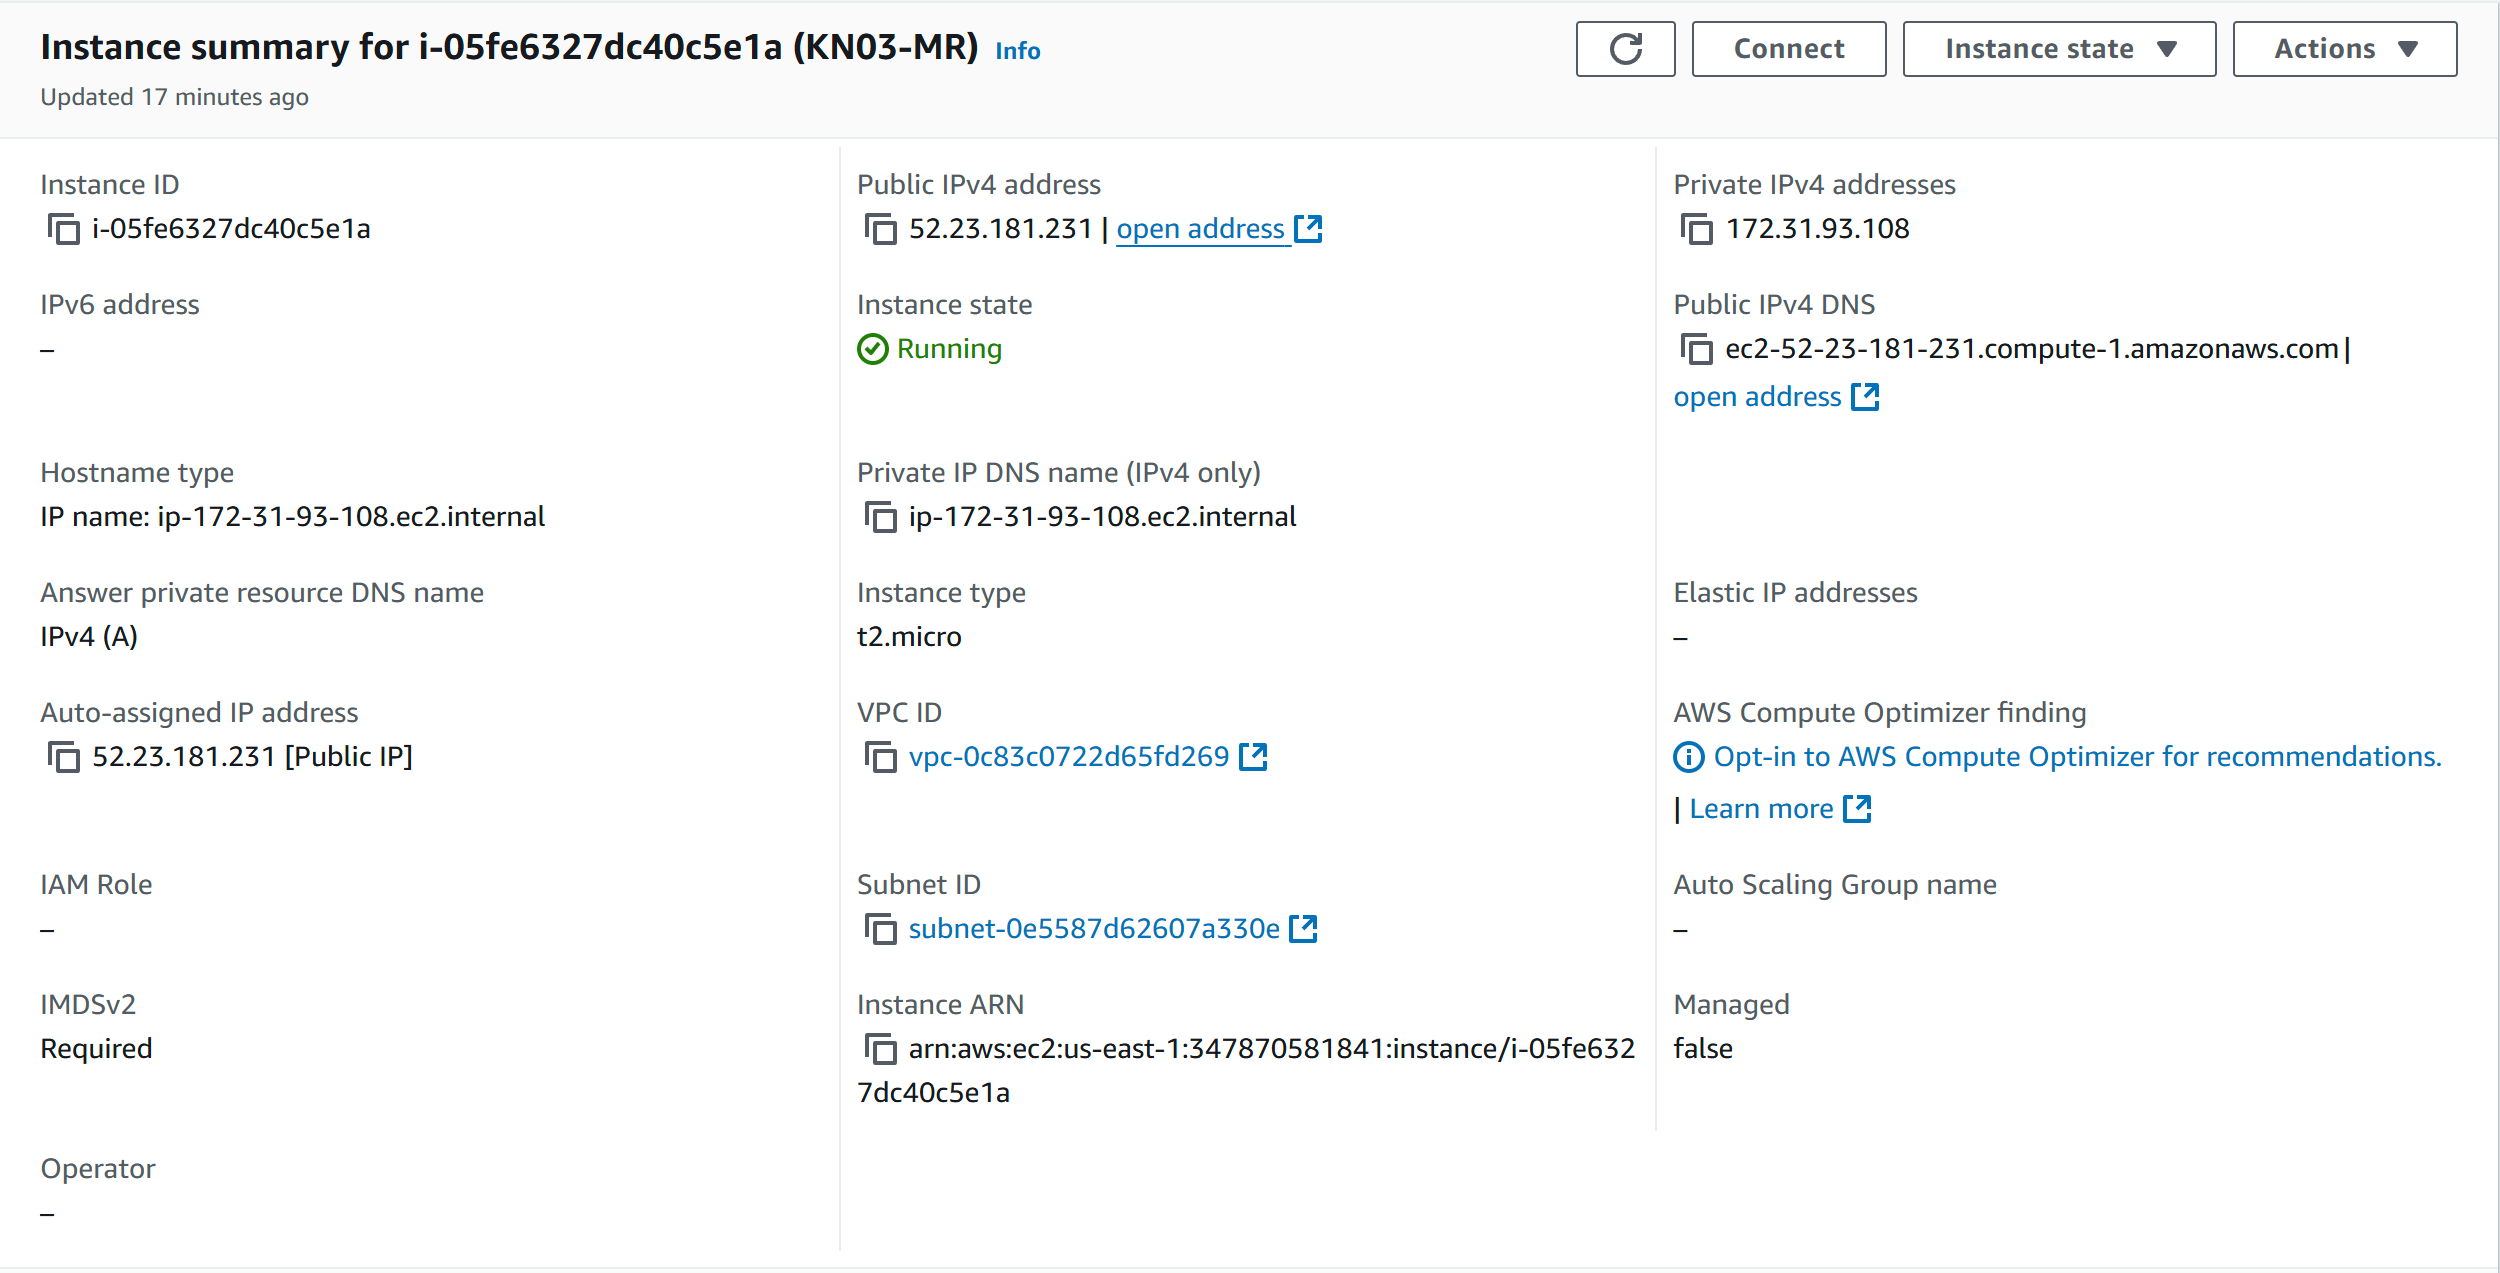 Instance summary for i-05fe6327dc40c5e1a (KN03-MR) Info
Updated 17 minutes ago
Connect
Instance state
Actions
Instance ID
i-05fe6327dc40c5e1a
Public IPv4 address
52.23.181.231 | open address
Private IPv4 addresses
172.31.93.108
IPv6 address
–
Instance state
Running
Public IPv4 DNS
ec2-52-23-181-231.compute-1.amazonaws.com |
open address
Hostname type
IP name: ip-172-31-93-108.ec2.internal
Private IP DNS name (IPv4 only)
ip-172-31-93-108.ec2.internal
Answer private resource DNS name
IPv4 (A)
Instance type
t2.micro
Elastic IP addresses
–
Auto-assigned IP address
52.23.181.231 [Public IP]
VPC ID
vpc-0c83c0722d65fd269
AWS Compute Optimizer finding
Opt-in to AWS Compute Optimizer for recommendations.
| Learn more
IAM Role
–
Subnet ID
subnet-0e5587d62607a330e
Auto Scaling Group name
–
IMDSv2
Required
Instance ARN
arn:aws:ec2:us-east-1:347870581841:instance/i-05fe632
7dc40c5e1a
Managed
false
Operator
–